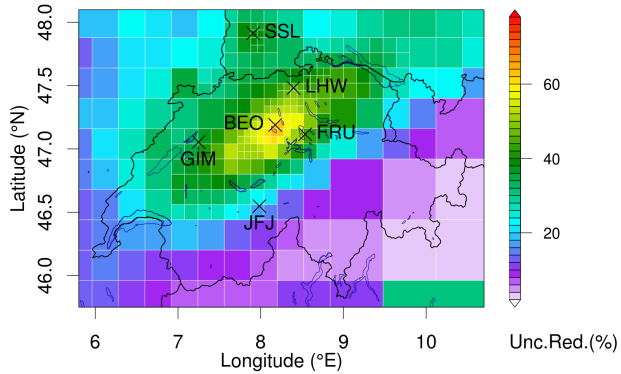 48.0
47.5
47.0
46.5
46.0
Latitude (°N)
SSL
LHW
BEO
FRU
GIM
JFJ
6
7
8
9
10
Longitude (°E)
60
40
20
Unc.Red.(%)